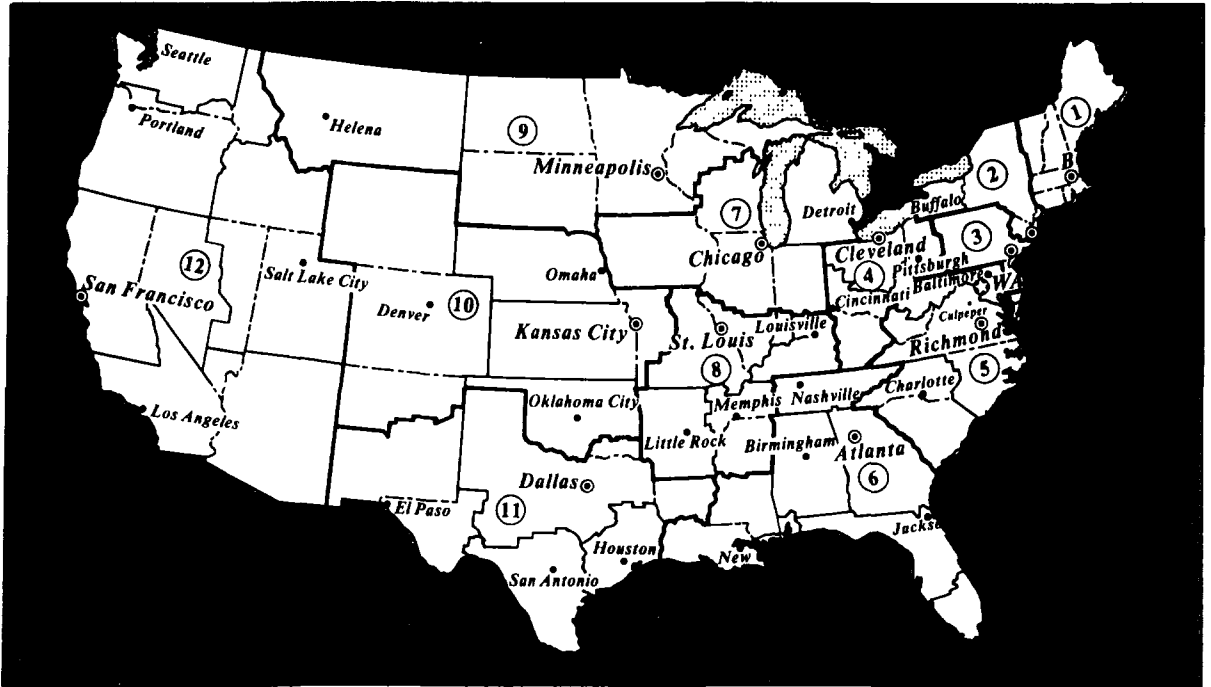 Seattle
Portland
Helena
9
Minneapolis
1
B
2
Buffalo
7
Detroit
3
Cleveland
Pittsburgh
4
Chicago
Cincinnati
Baltimore
WA
12
Salt Lake City
Omaha
San Francisco
Denver
10
Kansas City
St. Louis
Louisville
Culpeper
Richmond
8
5
Charlotte
Los Angeles
Oklahoma City
Memphis
Nashville
Little Rock
Birmingham
Atlanta
6
Dallas
11
El Paso
Jackso
Houston
New
San Antonio